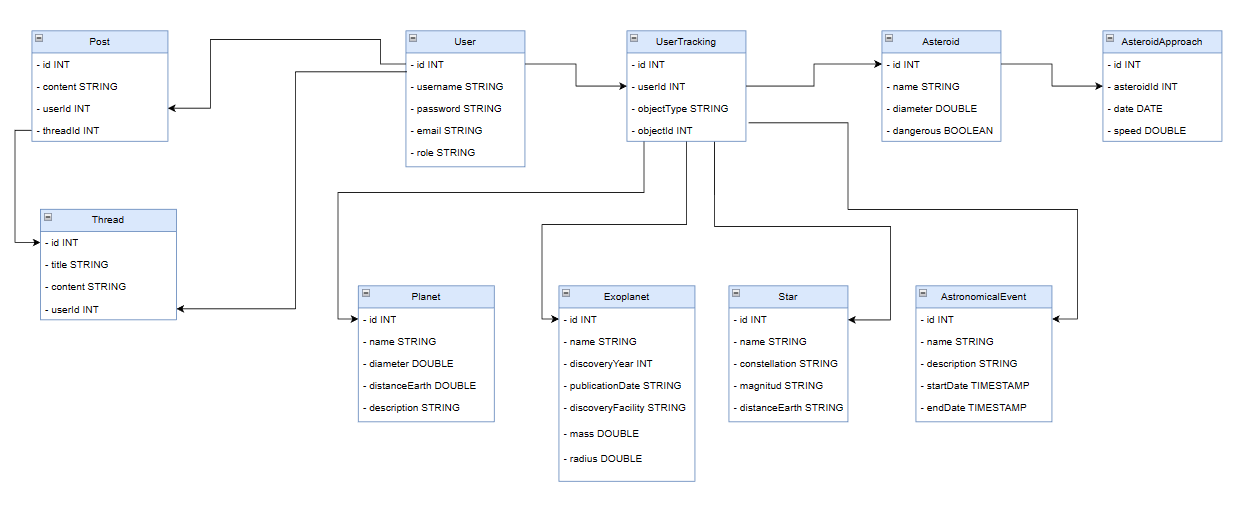 Post
- id INT
- content STRING
- userId INT
- threadId INT
User
- id INT
- username STRING
- password STRING
- email STRING
- role STRING
UserTracking
- id INT
- userId INT
- objectType STRING
- objectId INT
Asteroid
- id INT
- name STRING
- diameter DOUBLE
- dangerous BOOLEAN
AsteroidApproach
- id INT
- asteroidId INT
- date DATE
- speed DOUBLE
Thread
- id INT
- title STRING
- content STRING
- userId INT
Planet
- id INT
- name STRING
- diameter DOUBLE
- distanceEarth DOUBLE
- description STRING
Exoplanet
- id INT
- name STRING
- discoveryYear INT
- publicationDate STRING
- discoveryFacility STRING
- mass DOUBLE
- radius DOUBLE
Star
- id INT
- name STRING
- constellation STRING
- magnitud STRING
- distanceEarth STRING
AstronomicalEvent
- id INT
- name STRING
- description STRING
- startDate TIMESTAMP
- endDate TIMESTAMP